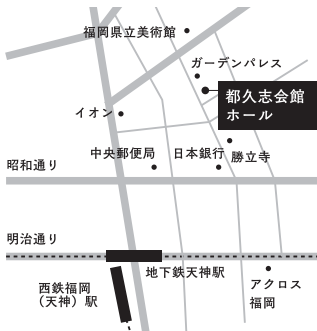 福岡県立美術館
ガーデンパレス
都久志会館
ホール
イオン
中央郵便局
日本銀行
勝立寺
昭和通り
明治通り
地下鉄天神駅
西鉄福岡
（天神）駅
アクロス
福岡